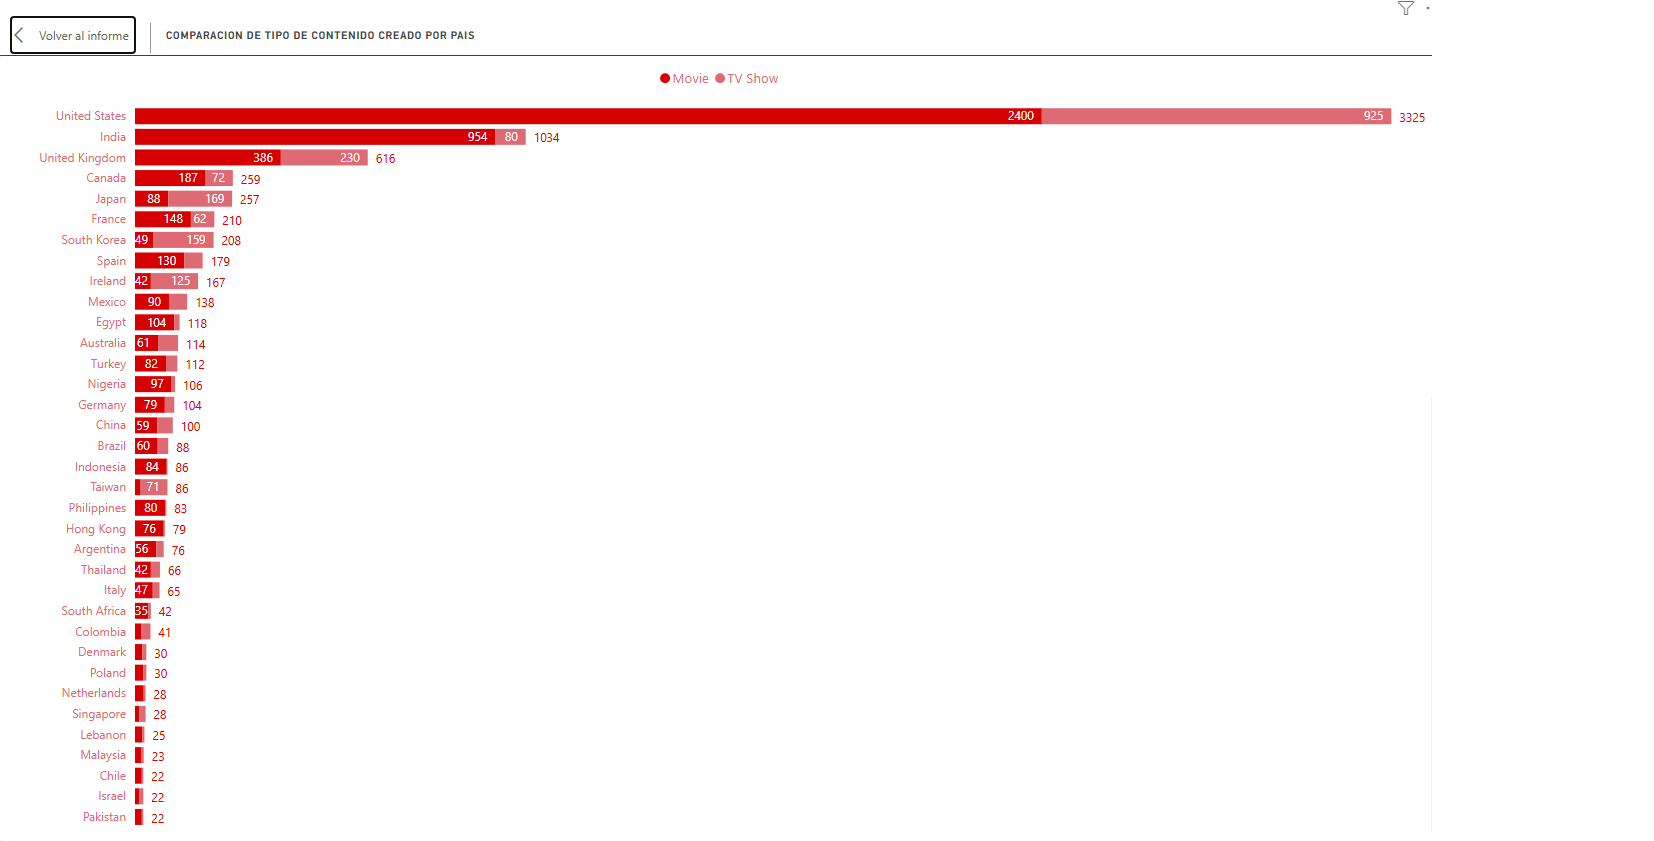 Volver al informe
COMPARACION DE TIPO DE CONTENIDO CREADO POR PAIS
Movie TV Show
United States 2400 925 3325
India 954 80 1034
United Kingdom 386 230 616
Canada 187 72 259
Japan 88 169 257
France 148 62 210
South Korea 49 159 208
Spain 130 179
Ireland 42 125 167
Mexico 90 138
Egypt 104 118
Australia 61 114
Turkey 82 112
Nigeria 97 106
Germany 79 104
China 59 100
Brazil 60 88
Indonesia 84 86
Taiwan 71 86
Philippines 80 83
Hong Kong 76 79
Argentina 56 76
Thailand 42 66
Italy 47 65
South Africa 35 42
Colombia 41
Denmark 30
Poland 30
Netherlands 28
Singapore 28
Lebanon 25
Malaysia 23
Chile 22
Israel 22
Pakistan 22